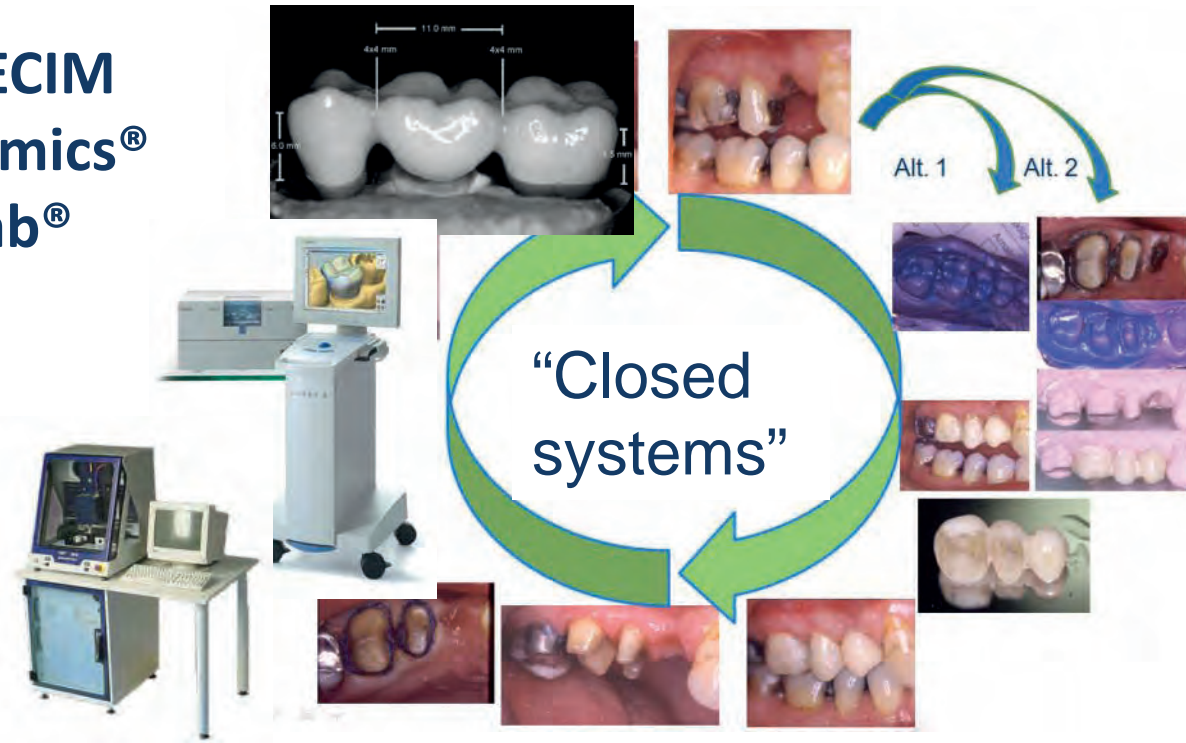 ECIM
mics®
ab®
11.0 mm
4x4 mm
4x4 mm
6.0 mm
1.5 mm
Alt. 1
Alt. 2
“Closed
systems”